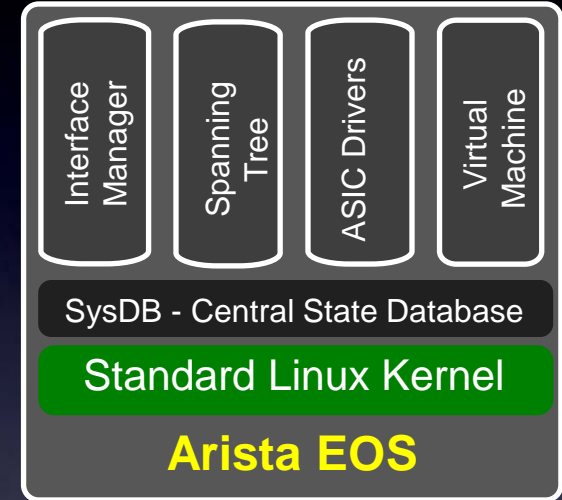 Interface
Manager
Spanning
Tree
ASIC Drivers
Virtual
Machine
SysDB - Central State Database
Standard Linux Kernel
Arista EOS